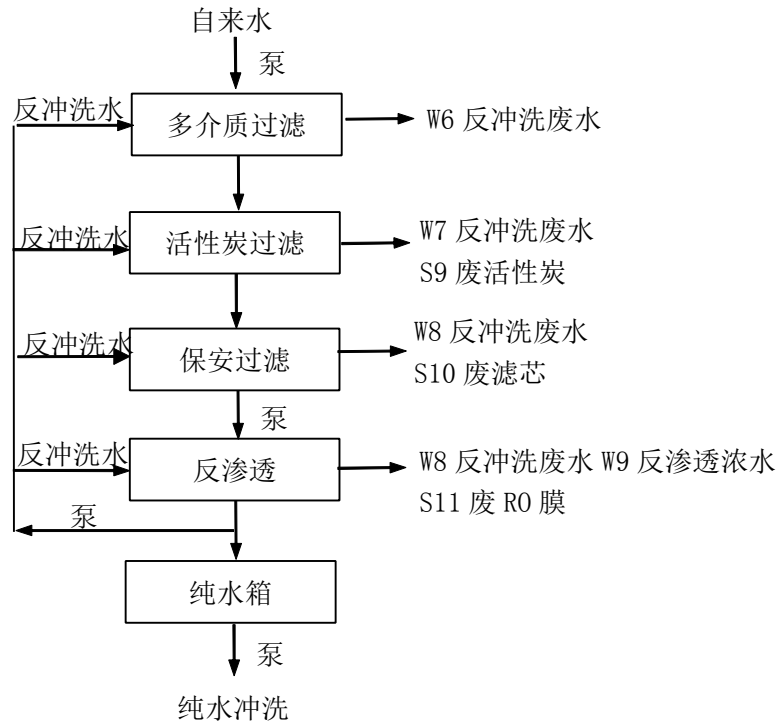 自来水
泵
反冲洗水
多介质过滤
W6 反冲洗废水
反冲洗水
活性炭过滤
W7 反冲洗废水
S9 废活性炭
反冲洗水
保安过滤
W8 反冲洗废水
S10 废滤芯
泵
反冲洗水
反渗透
W8 反冲洗废水 W9 反渗透浓水
S11 废 RO 膜
泵
纯水箱
泵
纯水冲洗